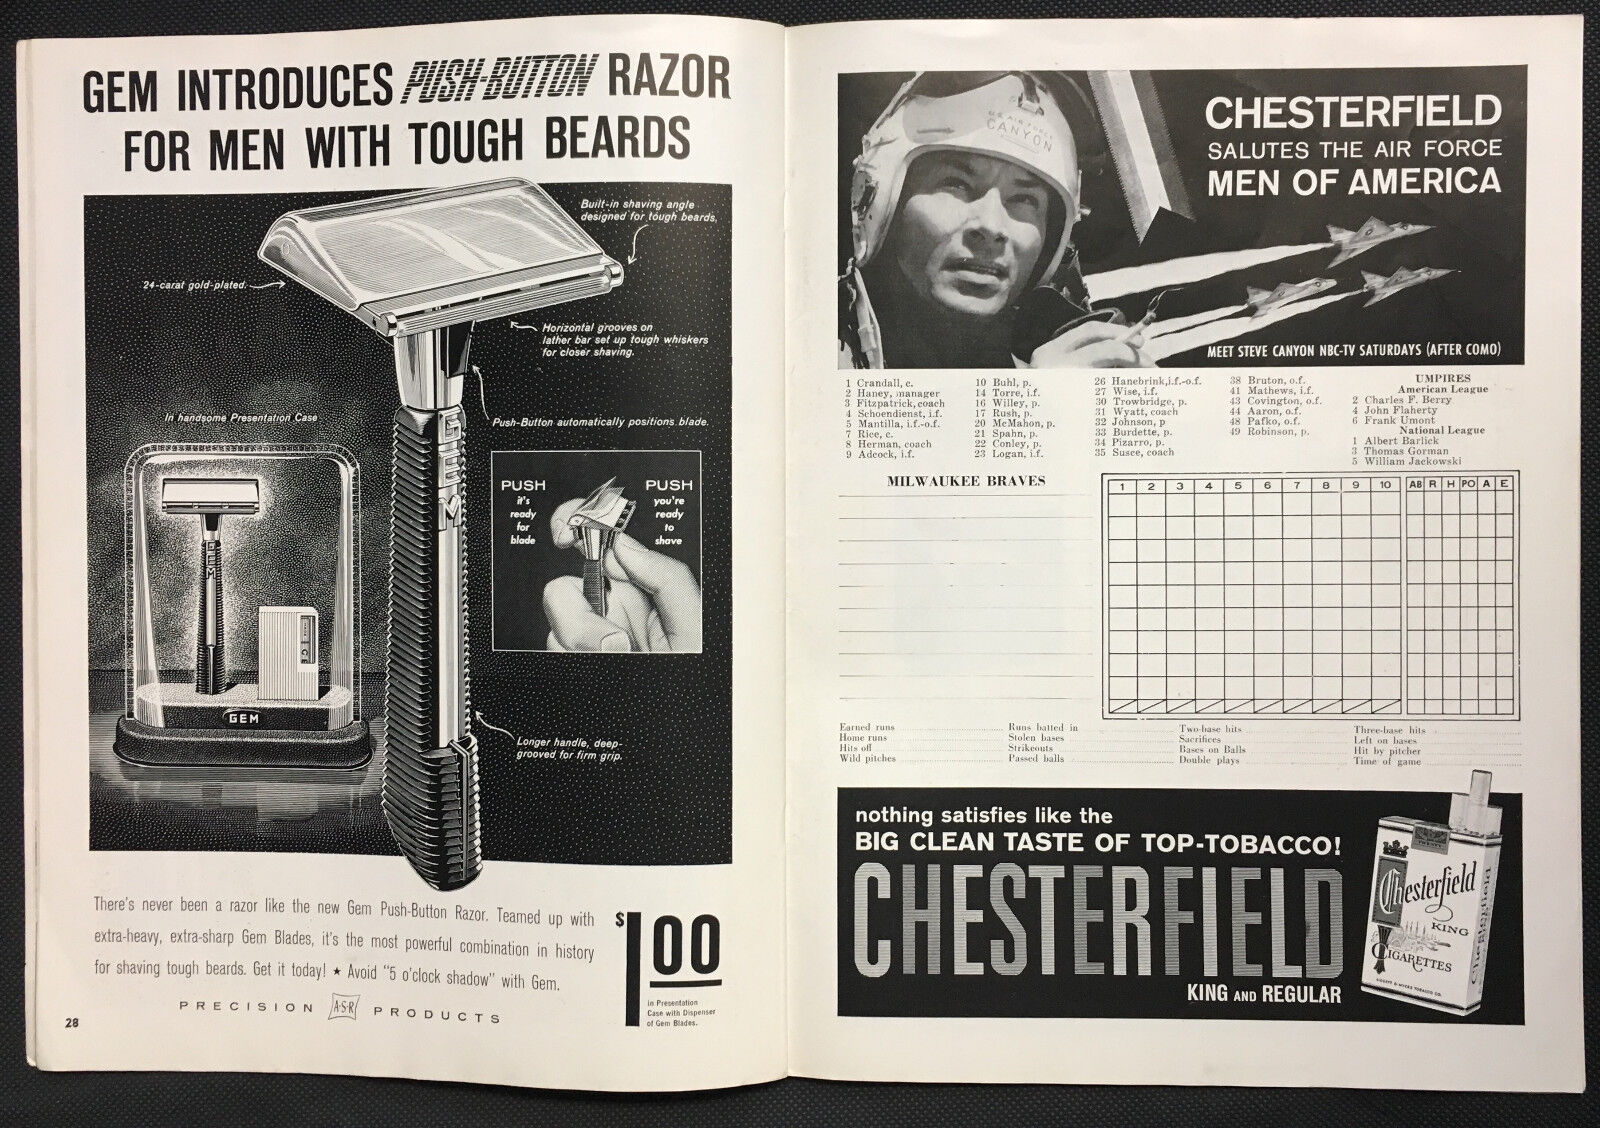 GEM INTRODUCES PUSH-BUTTON RAZOR
FOR MEN WITH TOUGH BEARDS
Built-in shaving angle
designed for tough beards.
24-carat gold-plated.
Horizontal grooves on
lather bar set up tough whiskers
for closer shaving.
In handsome Presentation Case
Push-Button automatically positions blade.
GEM
PUSH
it's
ready
for
blade
PUSH
you're
ready
to
shave
GEM
GEM
Longer handle, deep-
grooved for firm grip.
There's never been a razor like the new Gem Push-Button Razor. Teamed up with
extra-heavy, extra-sharp Gem Blades, it's the most powerful combination in history
for shaving tough beards. Get it today! ★ Avoid "5 o'clock shadow" with Gem.
$1.00
in Presentation
Case with Dispenser
of Gem Blades.
PRECISION A·S·R PRODUCTS
28
U.S. AIR FORCE
CANYON
CHESTERFIELD
SALUTES THE AIR FORCE
MEN OF AMERICA
MEET STEVE CANYON NBC-TV SATURDAYS (AFTER COMO)
1 Crandall, c.
2 Haney, manager
3 Fitzpatrick, coach
4 Schoendienst, i.f.
5 Mantilla, i.f.-o.f.
7 Rice, c.
8 Herman, coach
9 Adcock, i.f.
10 Buhl, p.
14 Torre, i.f.
16 Willey, p.
17 Rush, p.
20 McMahon, p.
21 Spahn, p.
22 Conley, p.
23 Logan, i.f.
26 Hanebrink, i.f.-o.f.
27 Wise, i.f.
30 Trowbridge, p.
31 Wyatt, coach
32 Johnson, p
33 Burdette, p.
34 Pizarro, p.
35 Susce, coach
38 Bruton, o.f.
41 Mathews, i.f.
43 Covington, o.f.
44 Aaron, o.f.
48 Pafko, o.f.
49 Robinson, p.
UMPIRES
American League
2 Charles F. Berry
4 John Flaherty
6 Frank Umont
National League
1 Albert Barlick
3 Thomas Gorman
5 William Jackowski
MILWAUKEE BRAVES
1 2 3 4 5 6 7 8 9 10 AB R H PO A E
Earned runs Runs batted in Two-base hits Three-base hits
Home runs Stolen bases Sacrifices Left on bases
Hits off Strikeouts Bases on Balls Hit by pitcher
Wild pitches Passed balls Double plays Time of game
nothing satisfies like the
BIG CLEAN TASTE OF TOP-TOBACCO!
CHESTERFIELD
KING AND REGULAR
Chesterfield
KING
CIGARETTES
LIGGETT & MYERS TOBACCO CO.
Chesterfield